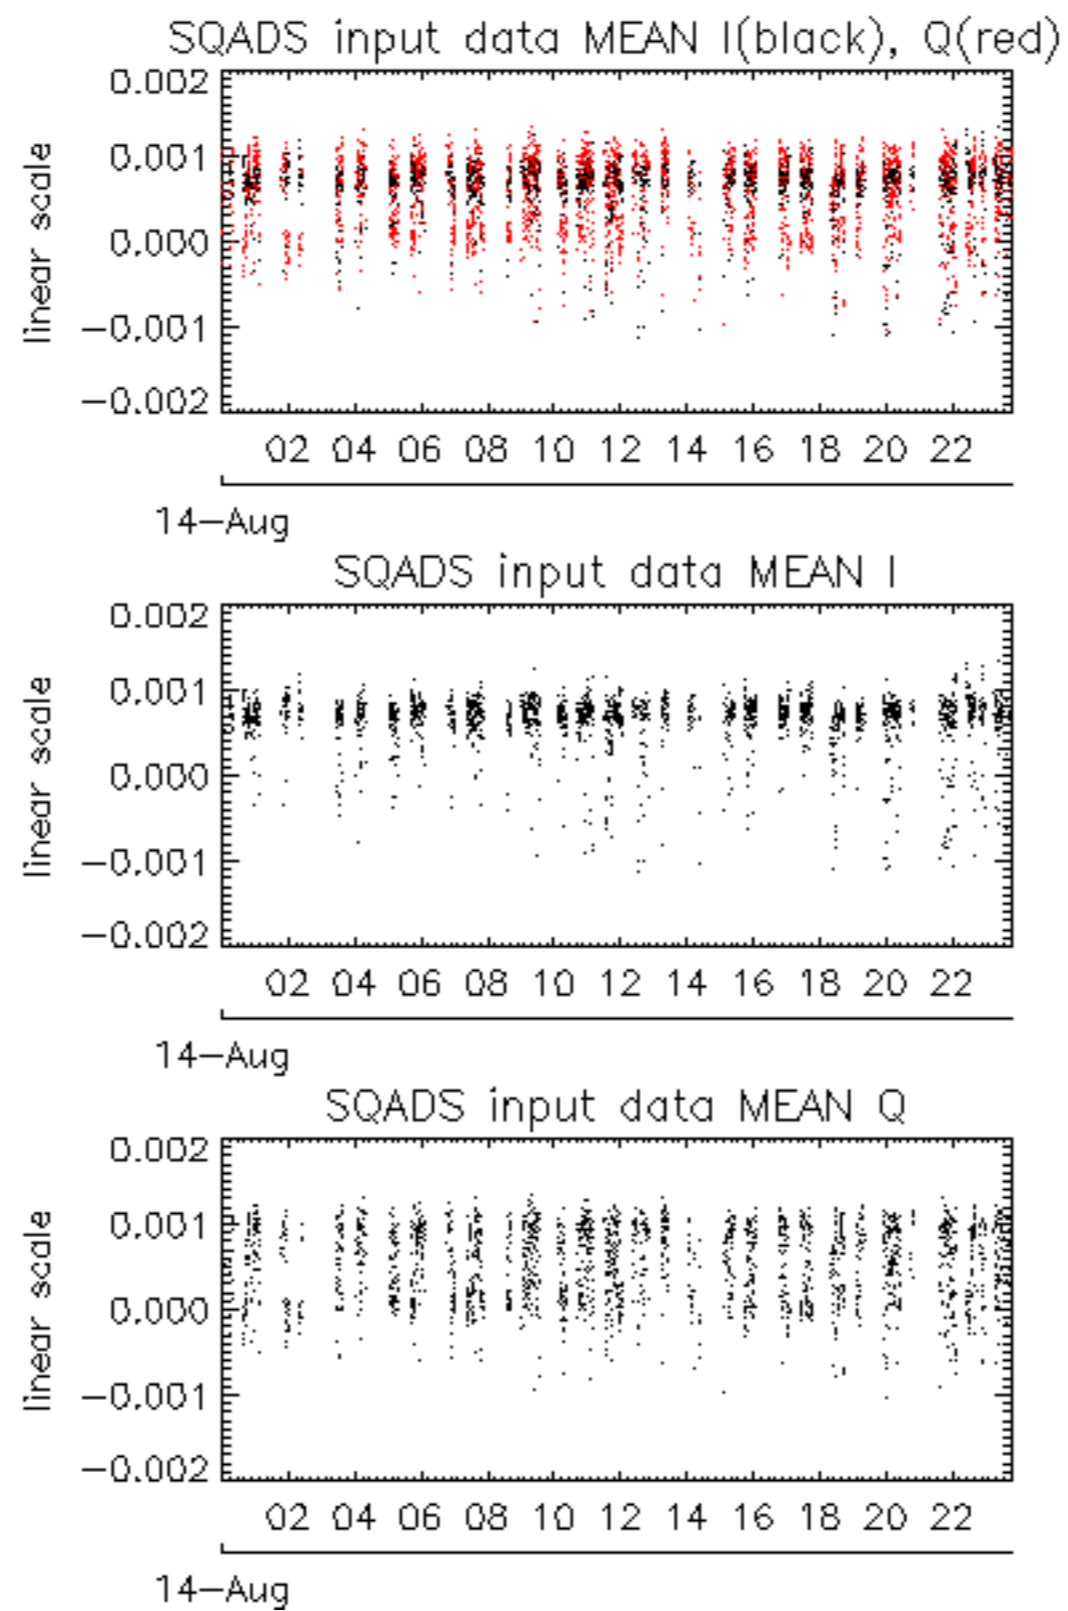 SQADS input data MEAN I(black), Q(red)
0.002
0.001
0.000
−0.001
−0.002
linear scale
02 04 06 08 10 12 14 16 18 20 22
14−Aug
SQADS input data MEAN I
0.002
0.001
0.000
−0.001
−0.002
linear scale
02 04 06 08 10 12 14 16 18 20 22
14−Aug
SQADS input data MEAN Q
0.002
0.001
0.000
−0.001
−0.002
linear scale
02 04 06 08 10 12 14 16 18 20 22
14−Aug